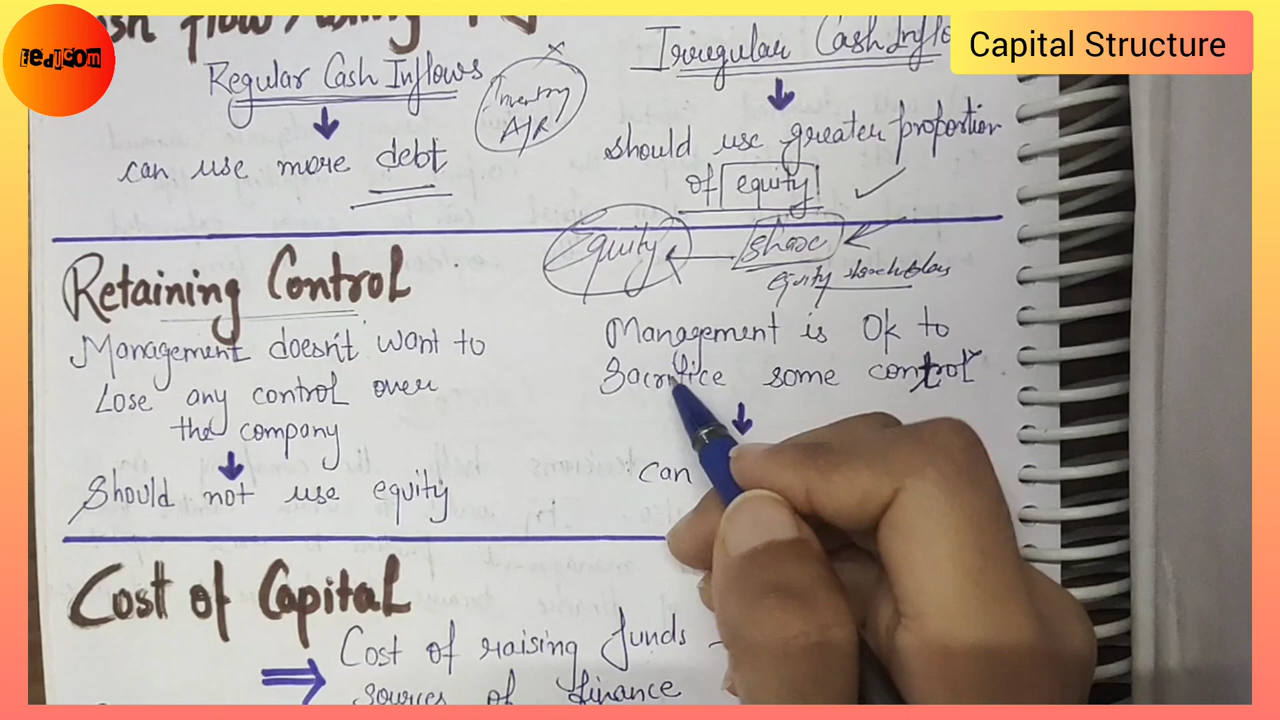 FeduCom
Capital Structure
Regular Cash Inflows
Inventory
A/R
can use more debt
Irregular Cash Inflo
should use greater proportion
of equity!
Equity
share
equity
Retaining Control
Management doesn't want to
Lose any control over
the company
Should not use equity
Management is Ok to
Sacrifice some control
can
Cost of Capital
Cost of raising funds
sources of finance